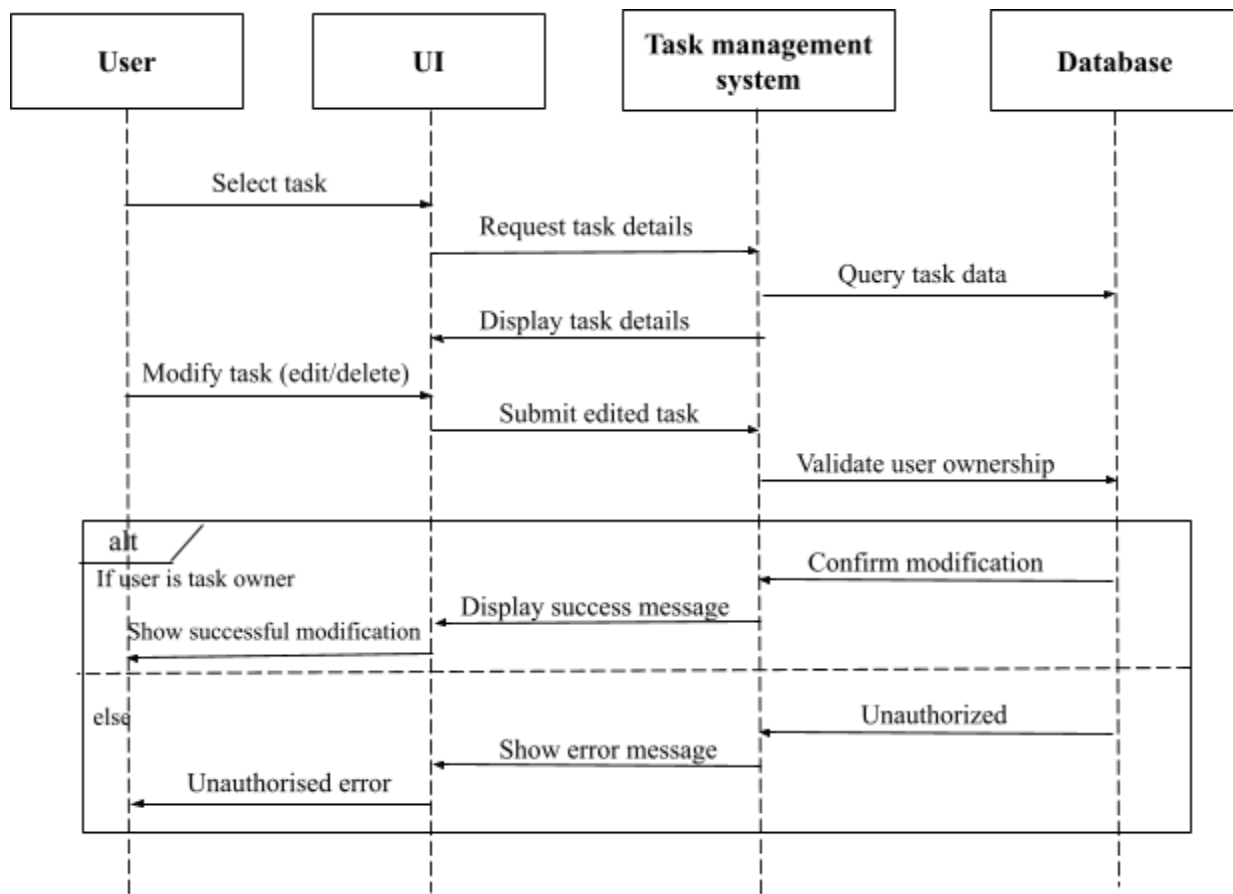 User
UI
Task management
system
Database
Select task
Request task details
Query task data
Display task details
Modify task (edit/delete)
Submit edited task
Validate user ownership
alt
Confirm modification
If user is task owner
Display success message
Show successful modification
else
Unauthorized
Show error message
Unauthorised error